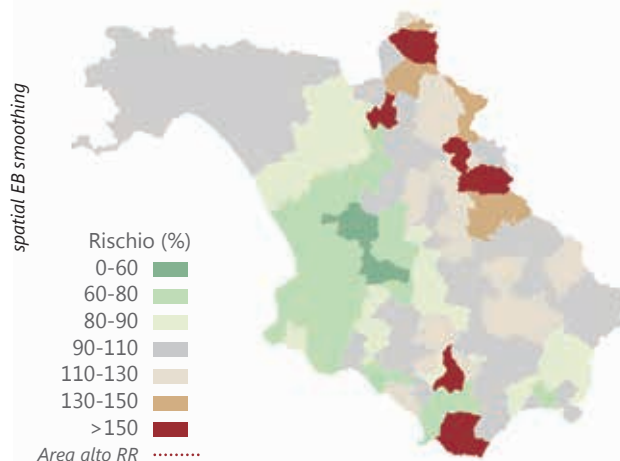 spatial EB smoothing
Rischio (%)
0-60
60-80
80-90
90-110
110-130
130-150
>150
Area alto RR